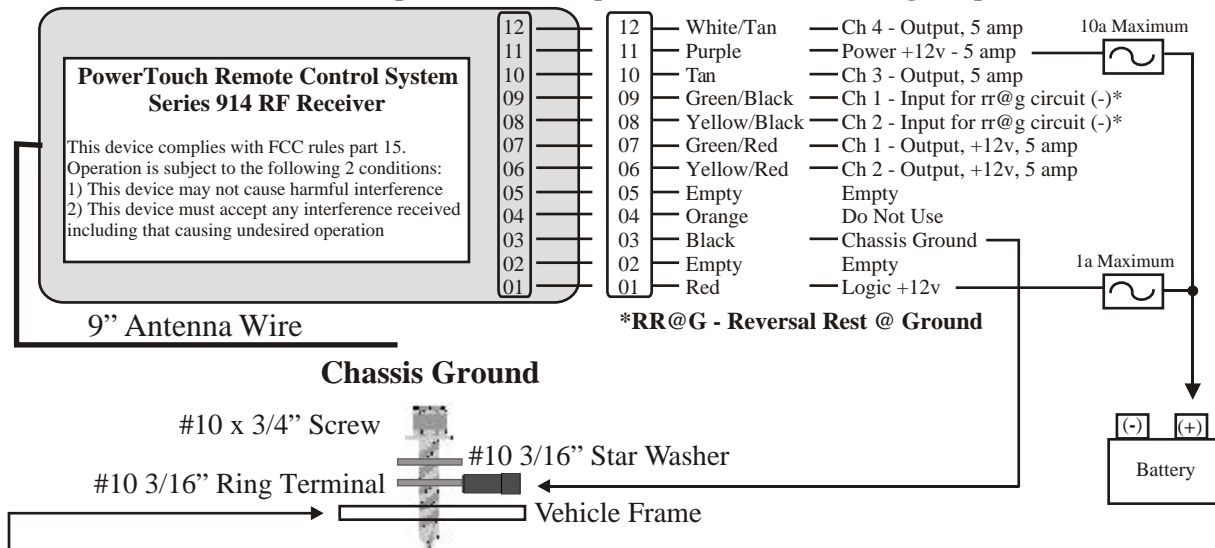 PowerTouch Remote Control System
Series 914 RF Receiver
This device complies with FCC rules part 15.
Operation is subject to the following 2 conditions:
1) This device may not cause harmful interference
2) This device must accept any interference received
including that causing undesired operation
12 12 White/Tan Ch 4 - Output, 5 amp
11 11 Purple Power +12v - 5 amp
10 10 Tan Ch 3 - Output, 5 amp
09 09 Green/Black Ch 1 - Input for rr@g circuit (-)*
08 08 Yellow/Black Ch 2 - Input for rr@g circuit (-)*
07 07 Green/Red Ch 1 - Output, +12v, 5 amp
06 06 Yellow/Red Ch 2 - Output, +12v, 5 amp
05 05 Empty Empty
04 04 Orange Do Not Use
03 03 Black Chassis Ground
02 02 Empty Empty
01 01 Red Logic +12v
10a Maximum
1a Maximum
*RR@G - Reversal Rest @ Ground
9” Antenna Wire
Chassis Ground
#10 x 3/4” Screw
#10 3/16” Star Washer
#10 3/16” Ring Terminal
Vehicle Frame
(-) (+)
Battery